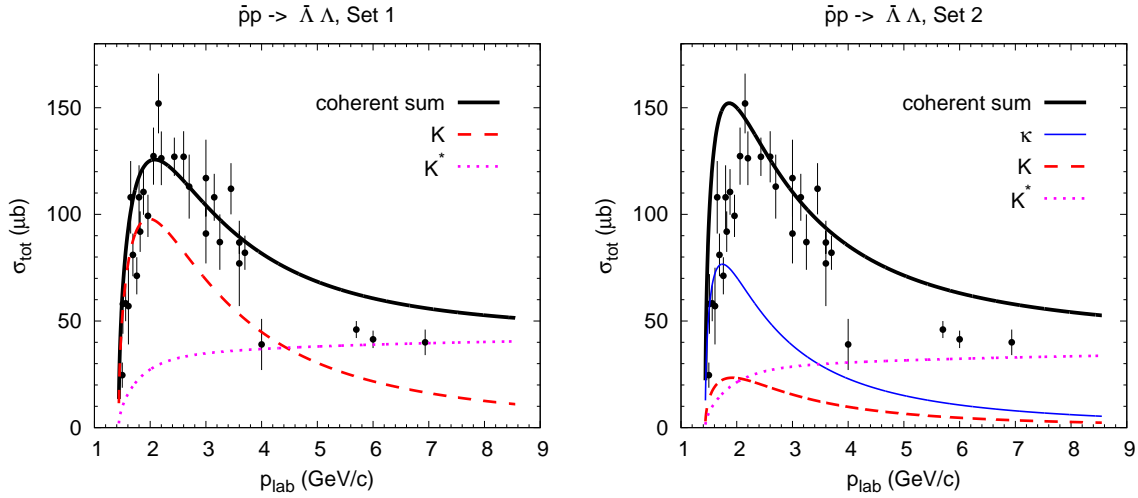 p̄p -> Λ̄ Λ, Set 1
coherent sum
K
K*
σtot (μb)
0
50
100
150
1 2 3 4 5 6 7 8 9
plab (GeV/c)
p̄p -> Λ̄ Λ, Set 2
coherent sum
κ
K
K*
σtot (μb)
0
50
100
150
1 2 3 4 5 6 7 8 9
plab (GeV/c)